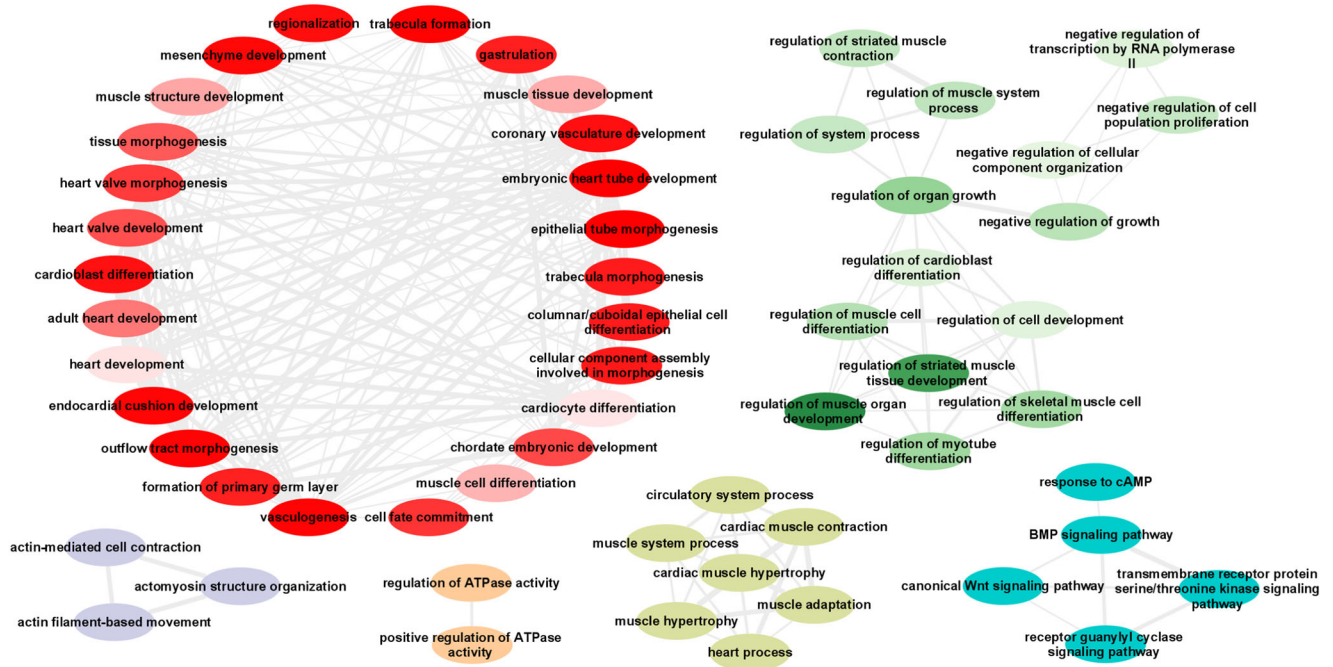 regionalization
trabecula formation
mesenchyme development
gastrulation
muscle structure development
muscle tissue development
tissue morphogenesis
coronary vasculature development
heart valve morphogenesis
embryonic heart tube development
heart valve development
epithelial tube morphogenesis
cardioblast differentiation
trabecula morphogenesis
adult heart development
columnar/cuboidal epithelial cell
differentiation
heart development
cellular component assembly
involved in morphogenesis
endocardial cushion development
cardiocyte differentiation
outflow tract morphogenesis
chordate embryonic development
formation of primary germ layer
muscle cell differentiation
vasculogenesis
cell fate commitment
regulation of striated muscle
contraction
negative regulation of
transcription by RNA polymerase
II
regulation of muscle system
process
negative regulation of cell
population proliferation
regulation of system process
negative regulation of cellular
component organization
regulation of organ growth
negative regulation of growth
regulation of cardioblast
differentiation
regulation of muscle cell
differentiation
regulation of cell development
regulation of striated muscle
tissue development
regulation of muscle organ
development
regulation of skeletal muscle cell
differentiation
regulation of myotube
differentiation
actin-mediated cell contraction
actomyosin structure organization
actin filament-based movement
regulation of ATPase activity
positive regulation of ATPase
activity
circulatory system process
cardiac muscle contraction
muscle system process
cardiac muscle hypertrophy
muscle adaptation
muscle hypertrophy
heart process
response to cAMP
BMP signaling pathway
canonical Wnt signaling pathway
transmembrane receptor protein
serine/threonine kinase signaling
pathway
receptor guanylyl cyclase
signaling pathway